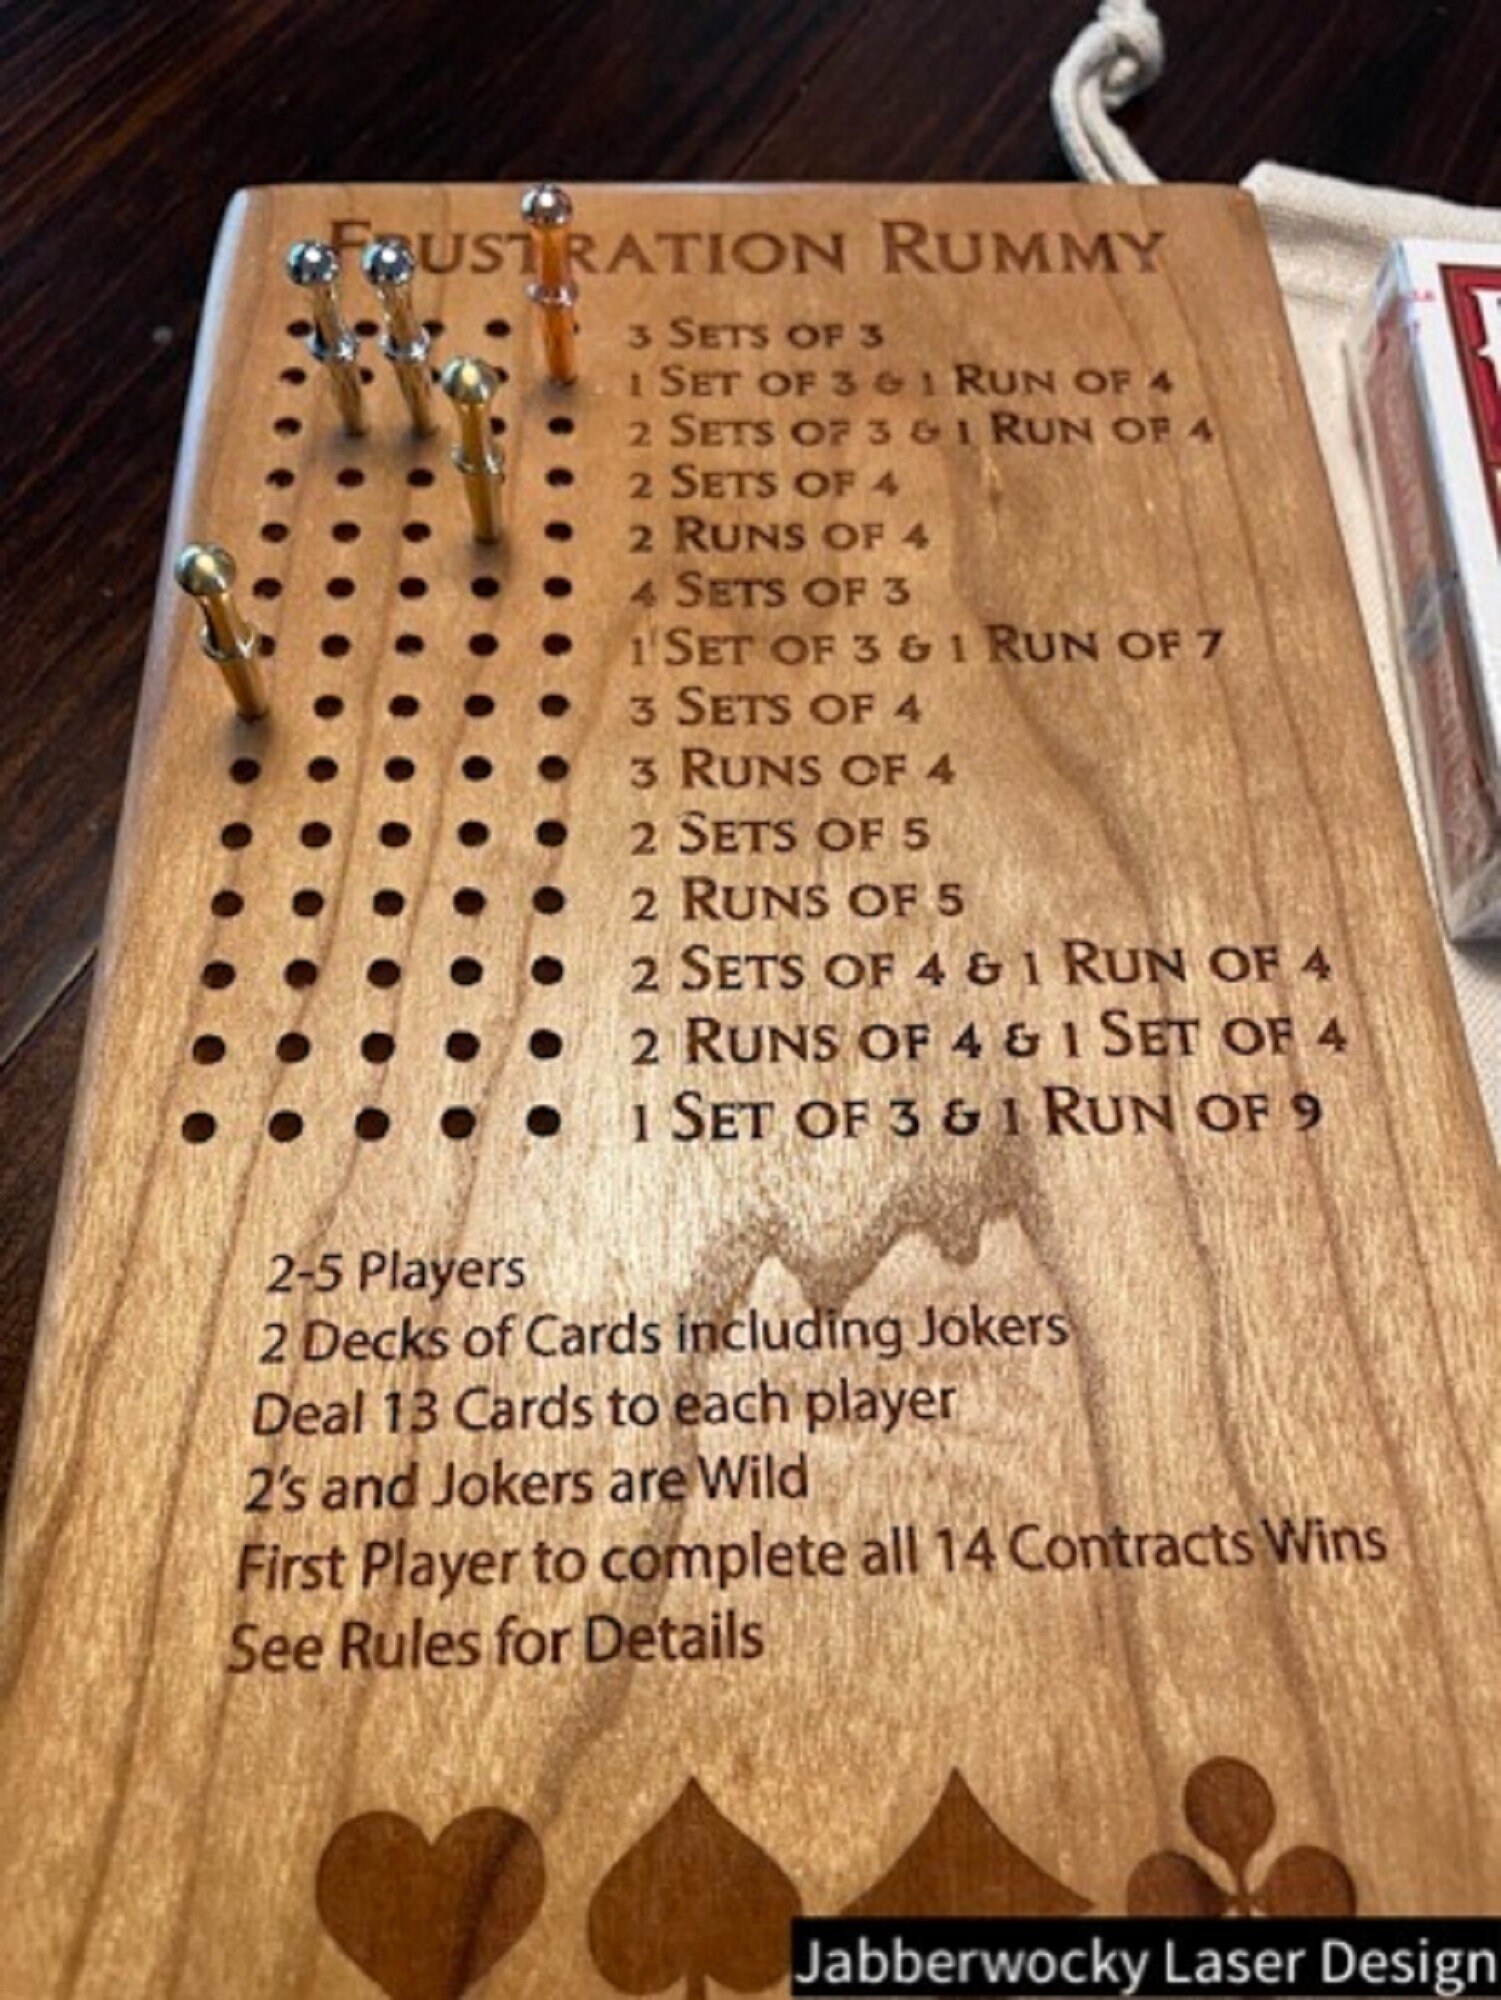 FRUSTRATION RUMMY
3 SETS OF 3
1 SET OF 3 & 1 RUN OF 4
2 SETS OF 3 & 1 RUN OF 4
2 SETS OF 4
2 RUNS OF 4
4 SETS OF 3
1 SET OF 3 & 1 RUN OF 7
3 SETS OF 4
3 RUNS OF 4
2 SETS OF 5
2 RUNS OF 5
2 SETS OF 4 & 1 RUN OF 4
2 RUNS OF 4 & 1 SET OF 4
1 SET OF 3 & 1 RUN OF 9
2-5 Players
2 Decks of Cards including Jokers
Deal 13 Cards to each player
2's and Jokers are Wild
First Player to complete all 14 Contracts Wins
See Rules for Details
Jabberwocky Laser Design